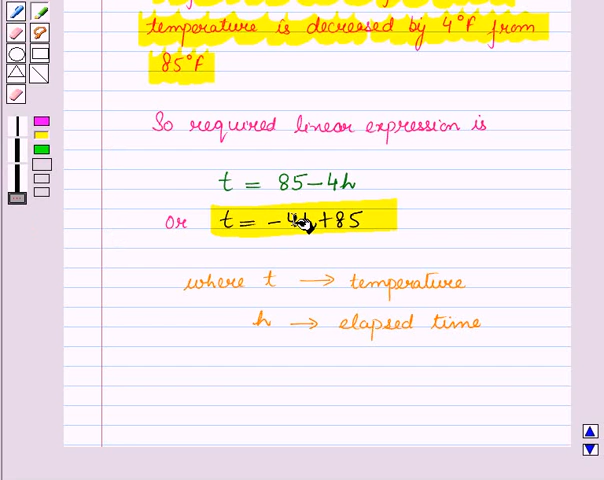 temperature is decreased by 4°F from
85°F
So required linear expression is
t = 85-4h
or t = -4h+85
where t → temperature
h → elapsed time